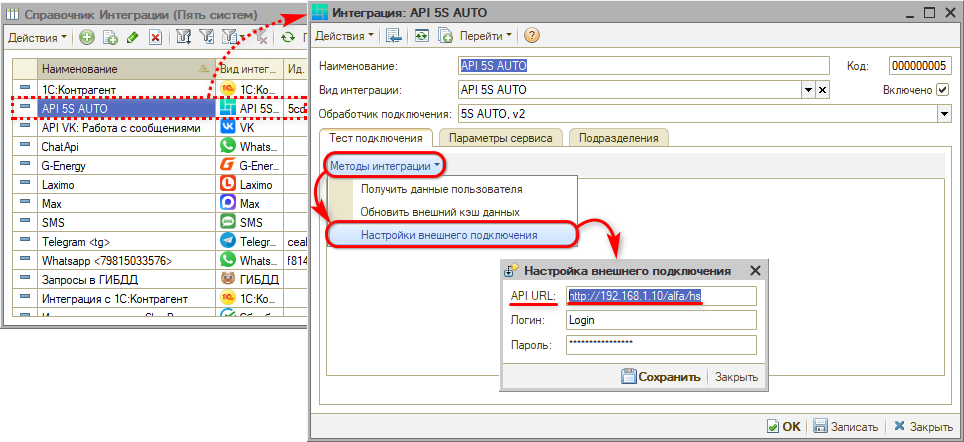 Справочник Интеграции (Пять систем)
Действия
Наименование
Вид интег...
Ид.
1С:Контрагент
1С:Ко...
API 5S AUTO
API 5S...
5cc
API VK: Работа с сообщениями
VK
ChatApi
Whats...
G-Energy
G-Ener...
Laximo
Laximo
Max
Max
SMS
SMS
Telegram <tg>
Telegr...
cea
Whatsapp <79815033576>
Whats...
f814
Запросы в ГИБДД
Запро...
Интеграция с 1С:Контрагент
1С:Ко...
Интеграция: API 5S AUTO
Действия
Перейти
Наименование:
API 5S AUTO
Код:
000000005
Вид интеграции:
API 5S AUTO
Включено
Обработчик подключения:
5S AUTO, v2
Тест подключения
Параметры сервиса
Подразделения
Методы интеграции
Получить данные пользователя
Обновить внешний кэш данных
Настройки внешнего подключения
Настройка внешнего подключения
API URL:
http://192.168.1.10/alfa/hs
Логин:
Login
Пароль:
****************
Сохранить
Закрыть
OK
Записать
Закрыть